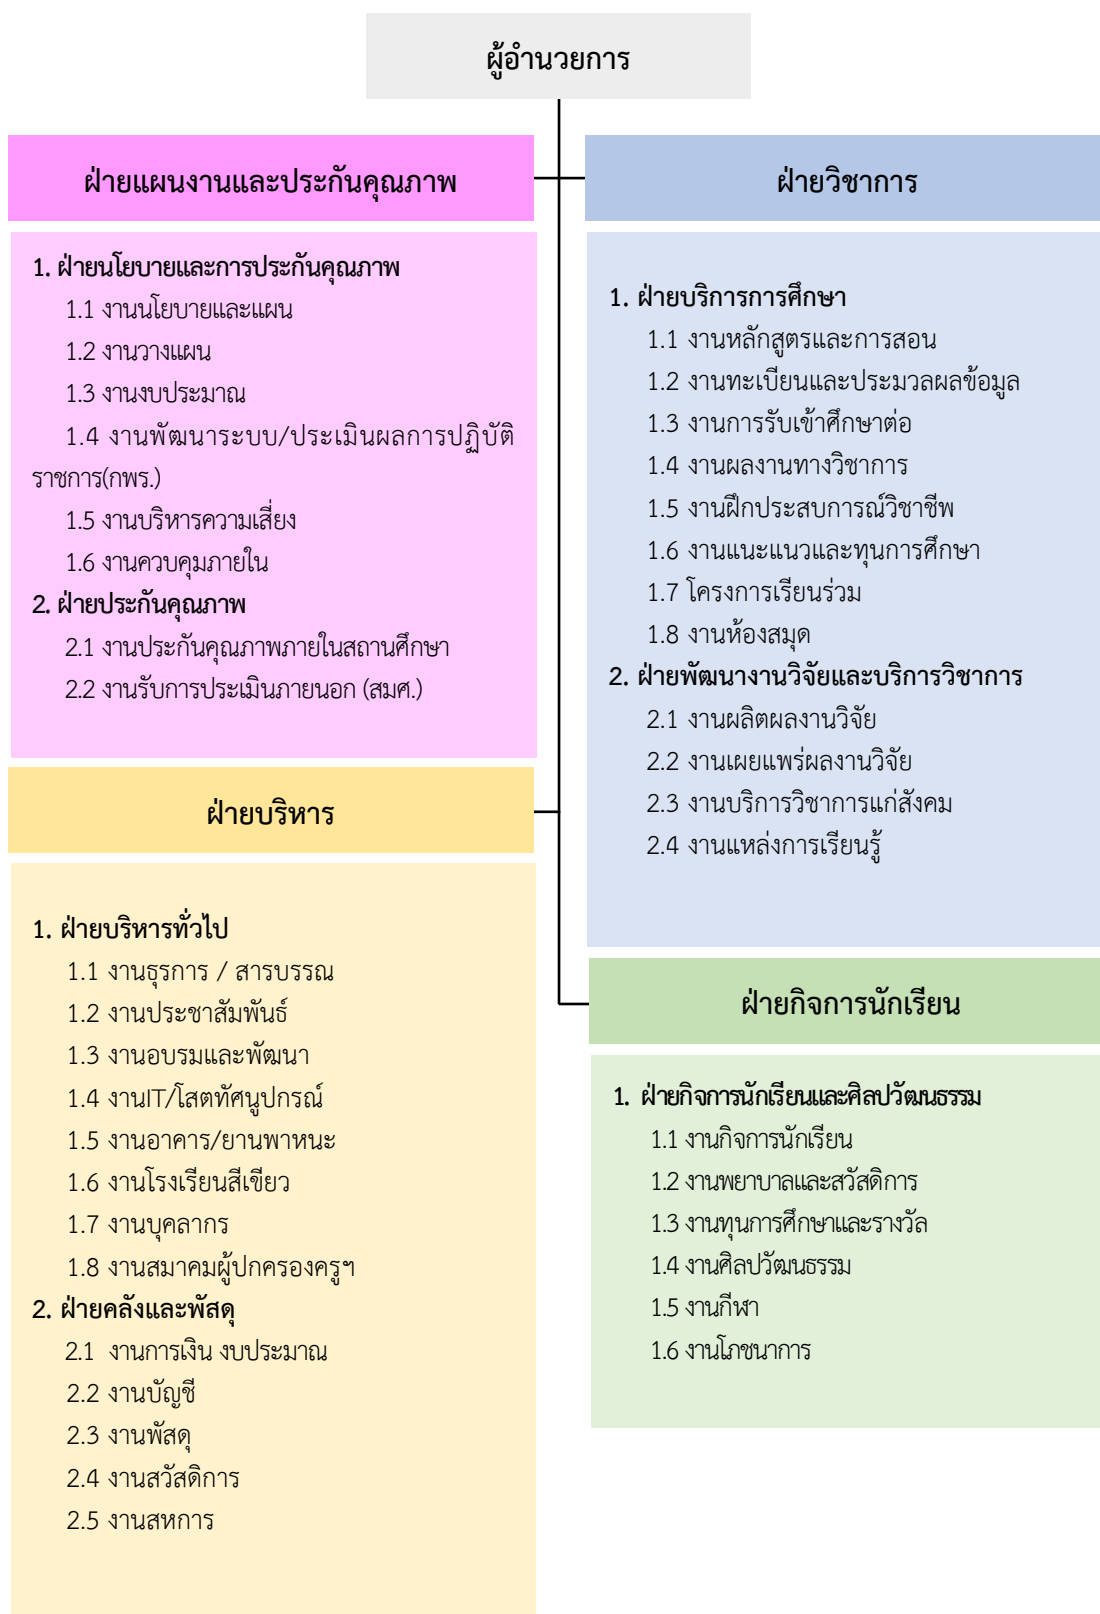 ผู้อำนวยการ
ฝ่ายแผนงานและประกันคุณภาพ
1. ฝ่ายนโยบายและการประกันคุณภาพ
1.1 งานนโยบายและแผน
1.2 งานวางแผน
1.3 งานงบประมาณ
1.4 งานพัฒนาระบบ/ประเมินผลการปฏิบัติ
ราชการ(กพร.)
1.5 งานบริหารความเสี่ยง
1.6 งานควบคุมภายใน
2. ฝ่ายประกันคุณภาพ
2.1 งานประกันคุณภาพภายในสถานศึกษา
2.2 งานรับการประเมินภายนอก (สมศ.)
ฝ่ายวิชาการ
1. ฝ่ายบริการการศึกษา
1.1 งานหลักสูตรและการสอน
1.2 งานทะเบียนและประมวลผลข้อมูล
1.3 งานการรับเข้าศึกษาต่อ
1.4 งานผลงานทางวิชาการ
1.5 งานฝึกประสบการณ์วิชาชีพ
1.6 งานแนะแนวและทุนการศึกษา
1.7 โครงการเรียนร่วม
1.8 งานห้องสมุด
2. ฝ่ายพัฒนางานวิจัยและบริการวิชาการ
2.1 งานผลิตผลงานวิจัย
2.2 งานเผยแพร่ผลงานวิจัย
2.3 งานบริการวิชาการแก่สังคม
2.4 งานแหล่งการเรียนรู้
ฝ่ายบริหาร
1. ฝ่ายบริหารทั่วไป
1.1 งานธุรการ / สารบรรณ
1.2 งานประชาสัมพันธ์
1.3 งานอบรมและพัฒนา
1.4 งานIT/โสตทัศนูปกรณ์
1.5 งานอาคาร/ยานพาหนะ
1.6 งานโรงเรียนสีเขียว
1.7 งานบุคลากร
1.8 งานสมาคมผู้ปกครองครูฯ
2. ฝ่ายคลังและพัสดุ
2.1 งานการเงิน งบประมาณ
2.2 งานบัญชี
2.3 งานพัสดุ
2.4 งานสวัสดิการ
2.5 งานสหการ
ฝ่ายกิจการนักเรียน
1. ฝ่ายกิจการนักเรียนและศิลปวัฒนธรรม
1.1 งานกิจการนักเรียน
1.2 งานพยาบาลและสวัสดิการ
1.3 งานทุนการศึกษาและรางวัล
1.4 งานศิลปวัฒนธรรม
1.5 งานกีฬา
1.6 งานโภชนาการ